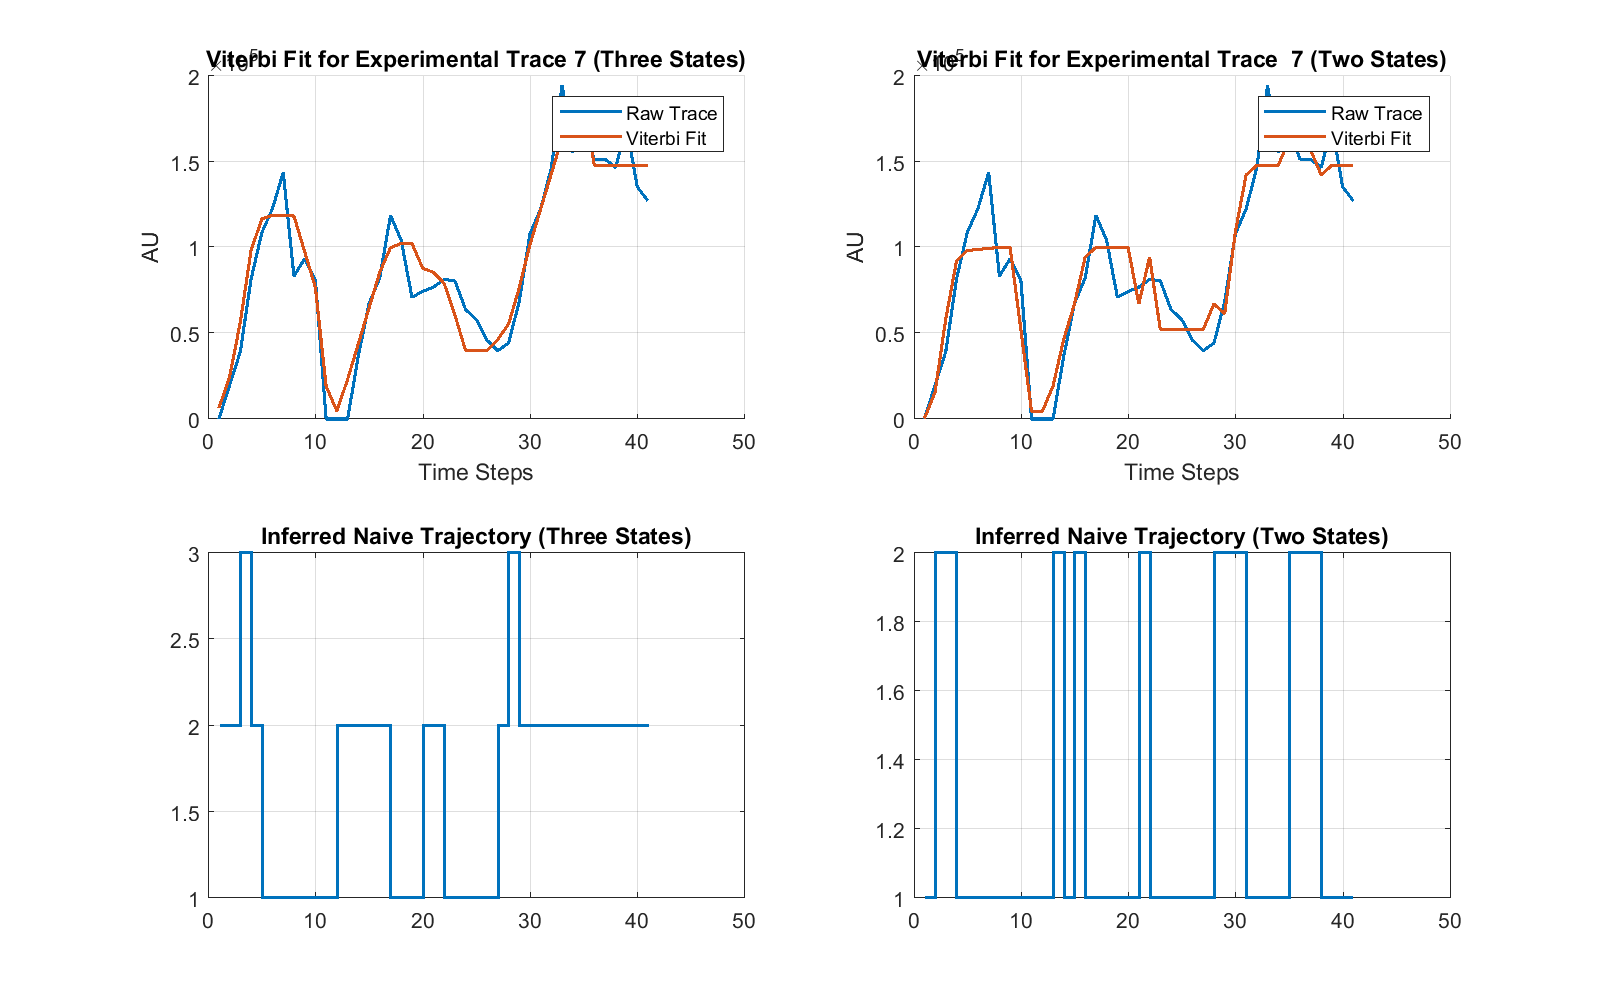 Viterbi Fit for Experimental Trace 7 (Three States)
×10^5
2
1.5
1
0.5
0
AU
0 10 20 30 40 50
Time Steps
Raw Trace
Viterbi Fit
Viterbi Fit for Experimental Trace  7 (Two States)
×10^5
2
1.5
1
0.5
0
AU
0 10 20 30 40 50
Time Steps
Raw Trace
Viterbi Fit
Inferred Naive Trajectory (Three States)
3
2.5
2
1.5
1
0 10 20 30 40 50
Inferred Naive Trajectory (Two States)
2
1.8
1.6
1.4
1.2
1
0 10 20 30 40 50